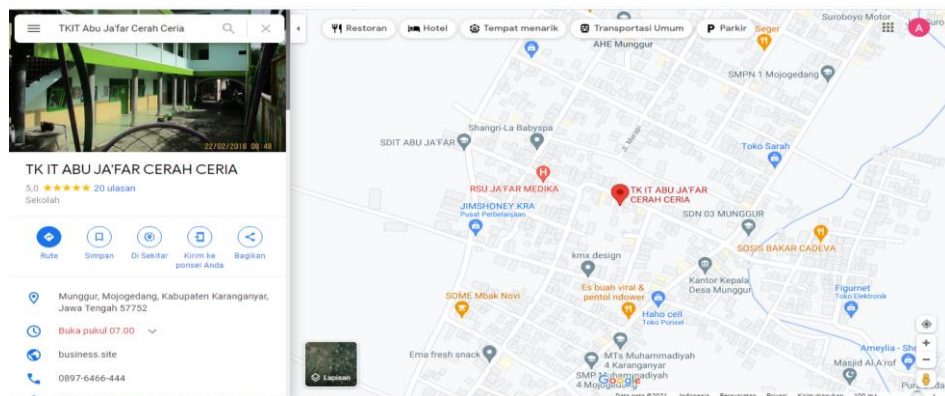 TKIT Abu Ja'far Cerah Ceria
22/02/2018 08:48
TK IT ABU JA'FAR CERAH CERIA
5,0 ★★★★★ 20 ulasan
Sekolah
Rute
Simpan
Di Sekitar
Kirim ke
ponsel Anda
Bagikan
Munggur, Mojogedang, Kabupaten Karanganyar,
Jawa Tengah 57752
Buka pukul 07.00
business.site
0897-6466-444
Restoran
Hotel
Tempat menarik
Transportasi Umum
P Parkir
A
Suroboyo Motor
Seger
AHE Munggur
SMPN 1 Mojogedang
Shangri-La Babyspa
SDIT ABU JA'FAR
Jl. Merapi
Toko Sarah
H
RSU JA'FAR MEDIKA
TK IT ABU JA'FAR
CERAH CERIA
JIMSHONEY.KRA
Pusat Perbelanjaan
SDN 03 MUNGGUR
SOSIS BAKAR CADEVA
kmx design
Kantor Kepala
Desa Munggur
Es buah viral &
pentol ndower
SOME Mbak Novi
Figurnet
Toko Elektronik
Haho cell
Toko Ponsel
Ema fresh snack
MTs Muhammadiyah
4 Karanganyar
SMP Muhammadiyah
4 Mojogedang
Ameylia - Sho
Masjid Al A'rof
Lapisan
Google